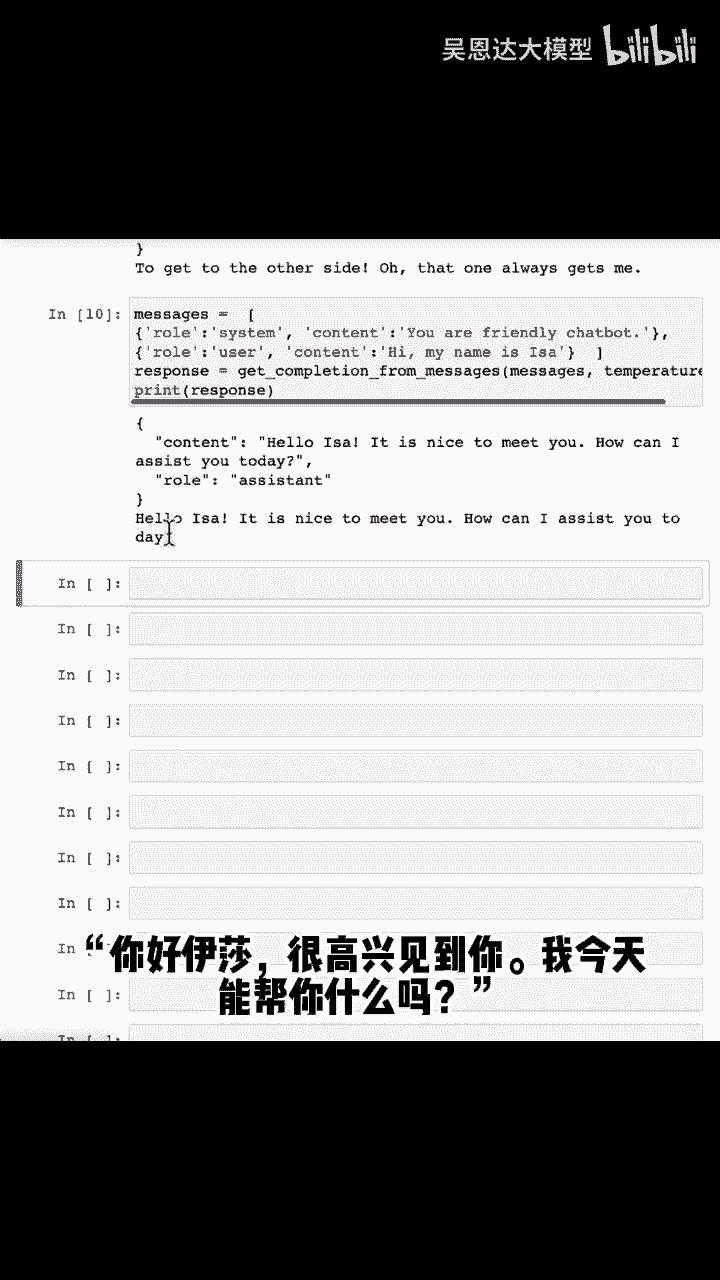 吴恩达大模型 bilibili
}
To get to the other side! Oh, that one always gets me.
In [10]: messages =  [
{'role':'system', 'content':'You are friendly chatbot.'},
{'role':'user', 'content':'Hi, my name is Isa'}  ]
response = get_completion_from_messages(messages, temperature
print(response)
{
  "content": "Hello Isa! It is nice to meet you. How can I
assist you today?",
  "role": "assistant"
}
Hello Isa! It is nice to meet you. How can I assist you to
day
In [ ]:
In [ ]:
In [ ]:
In [ ]:
In [ ]:
In [ ]:
In [ ]:
In [ ]:
In [ ]:
“你好伊莎，很高兴见到你。我今天
In [ ]:
能帮你什么吗？”
In [ ]: